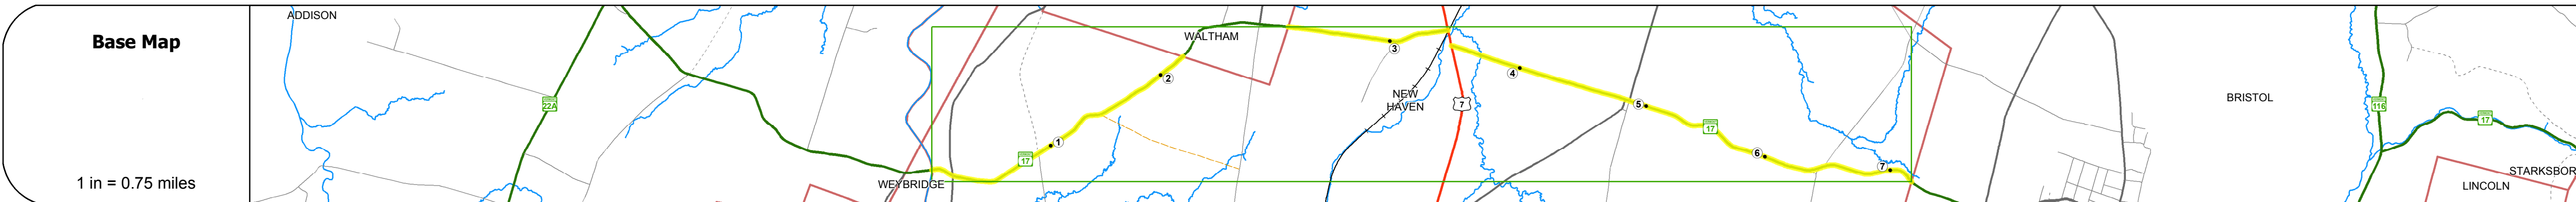 Base Map
1 in = 0.75 miles
ADDISON
22A
WEYBRIDGE
17
1
2
WALTHAM
3
NEW
HAVEN
7
4
5
17
6
7
BRISTOL
116
17
LINCOLN
STARKSBOR